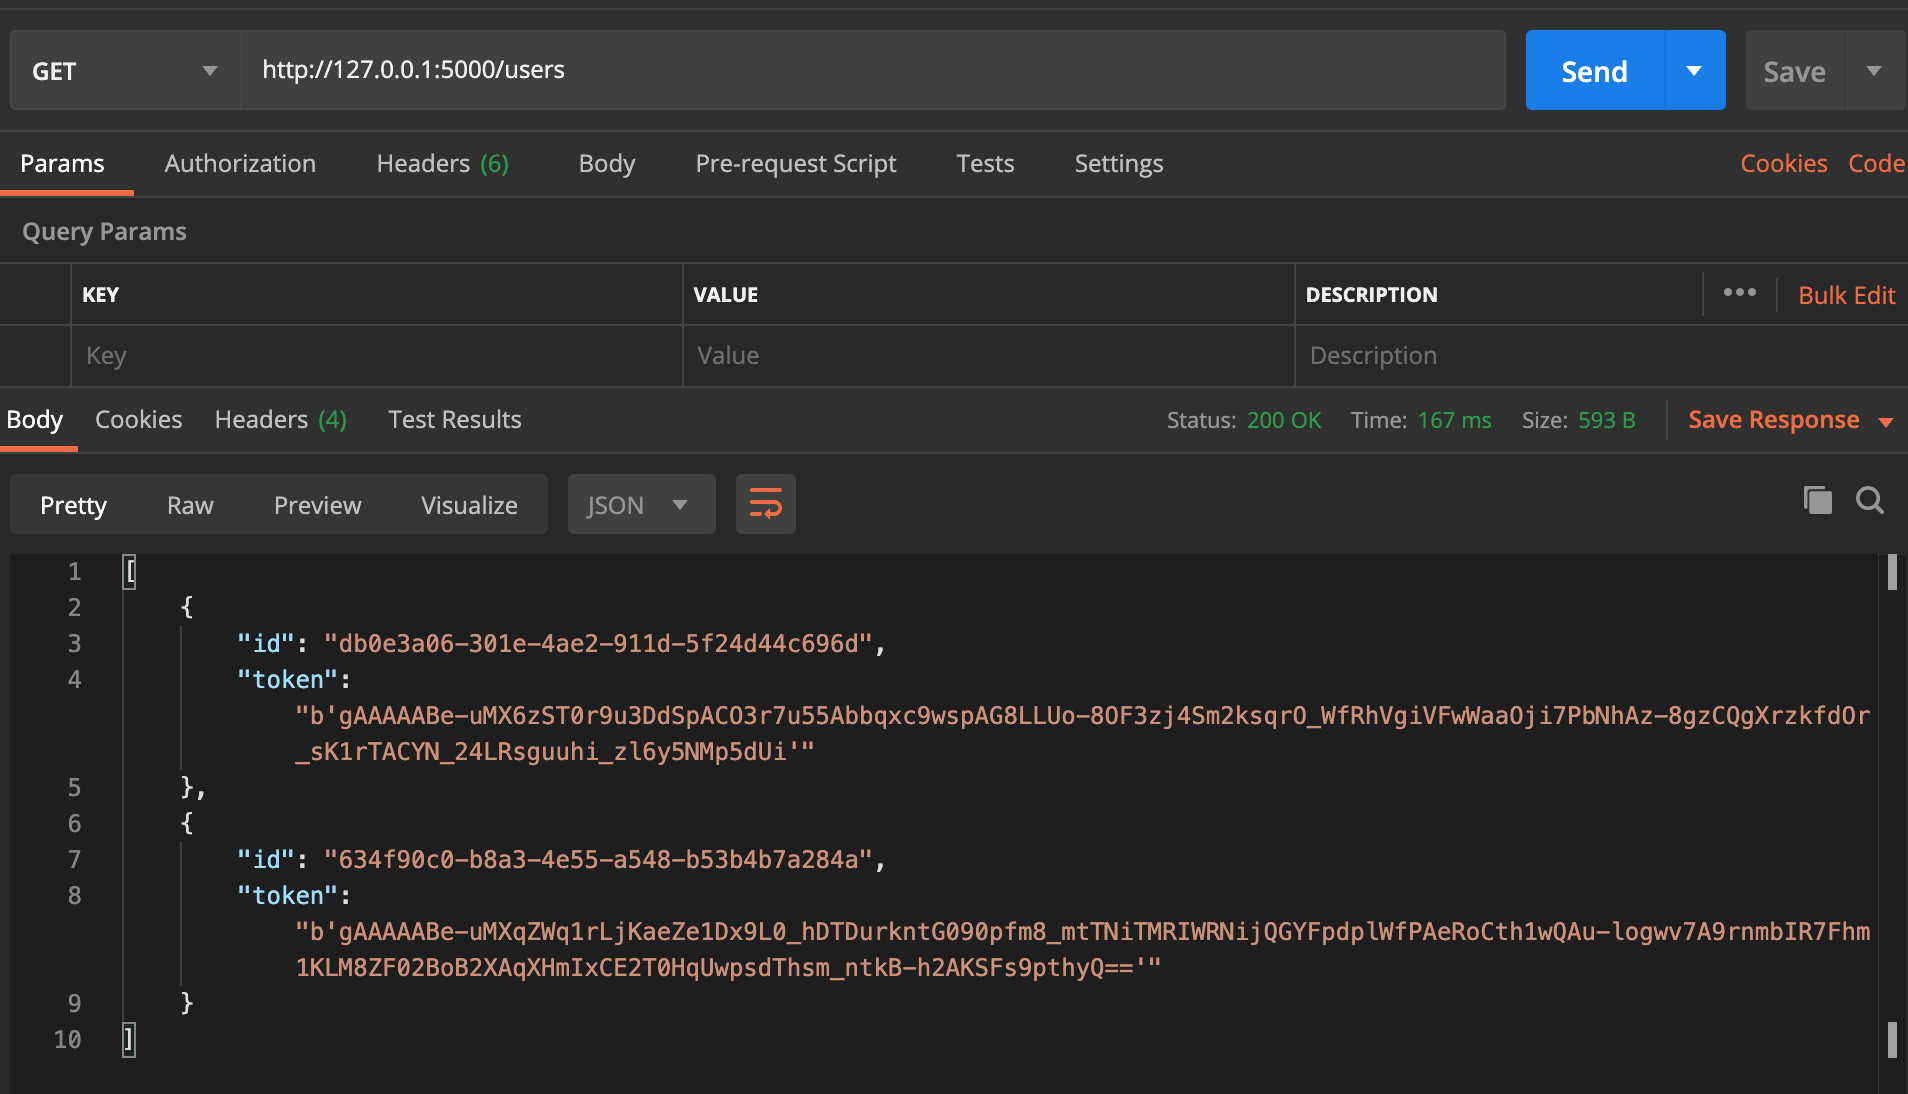 GET http://127.0.0.1:5000/users Send Save
Params Authorization Headers (6) Body Pre-request Script Tests Settings Cookies Code
Query Params
KEY VALUE DESCRIPTION ••• Bulk Edit
Key Value Description
Body Cookies Headers (4) Test Results Status: 200 OK Time: 167 ms Size: 593 B Save Response
Pretty Raw Preview Visualize JSON
1 [
2 {
3 "id": "db0e3a06-301e-4ae2-911d-5f24d44c696d",
4 "token":
"b'gAAAAABe-uMX6zST0r9u3DdSpACO3r7u55Abbqxc9wspAG8LLUo-8OF3zj4Sm2ksqrO_WfRhVgiVFwWaaOji7PbNhAz-8gzCQgXrzkfdOr
_sK1rTACYN_24LRsguuhi_zl6y5NMp5dUi'"
5 },
6 {
7 "id": "634f90c0-b8a3-4e55-a548-b53b4b7a284a",
8 "token":
"b'gAAAAABe-uMXqZWq1rLjKaeZe1Dx9L0_hDTDurkntG090pfm8_mtTNiTMRIWRNijQGYFpdplWfPAeRoCth1wQAu-logwv7A9rnmbIR7Fhm
1KLM8ZF02BoB2XAqXHmIxCE2T0HqUwpsdThsm_ntkB-h2AKSFs9pthyQ=='"
9 }
10 ]